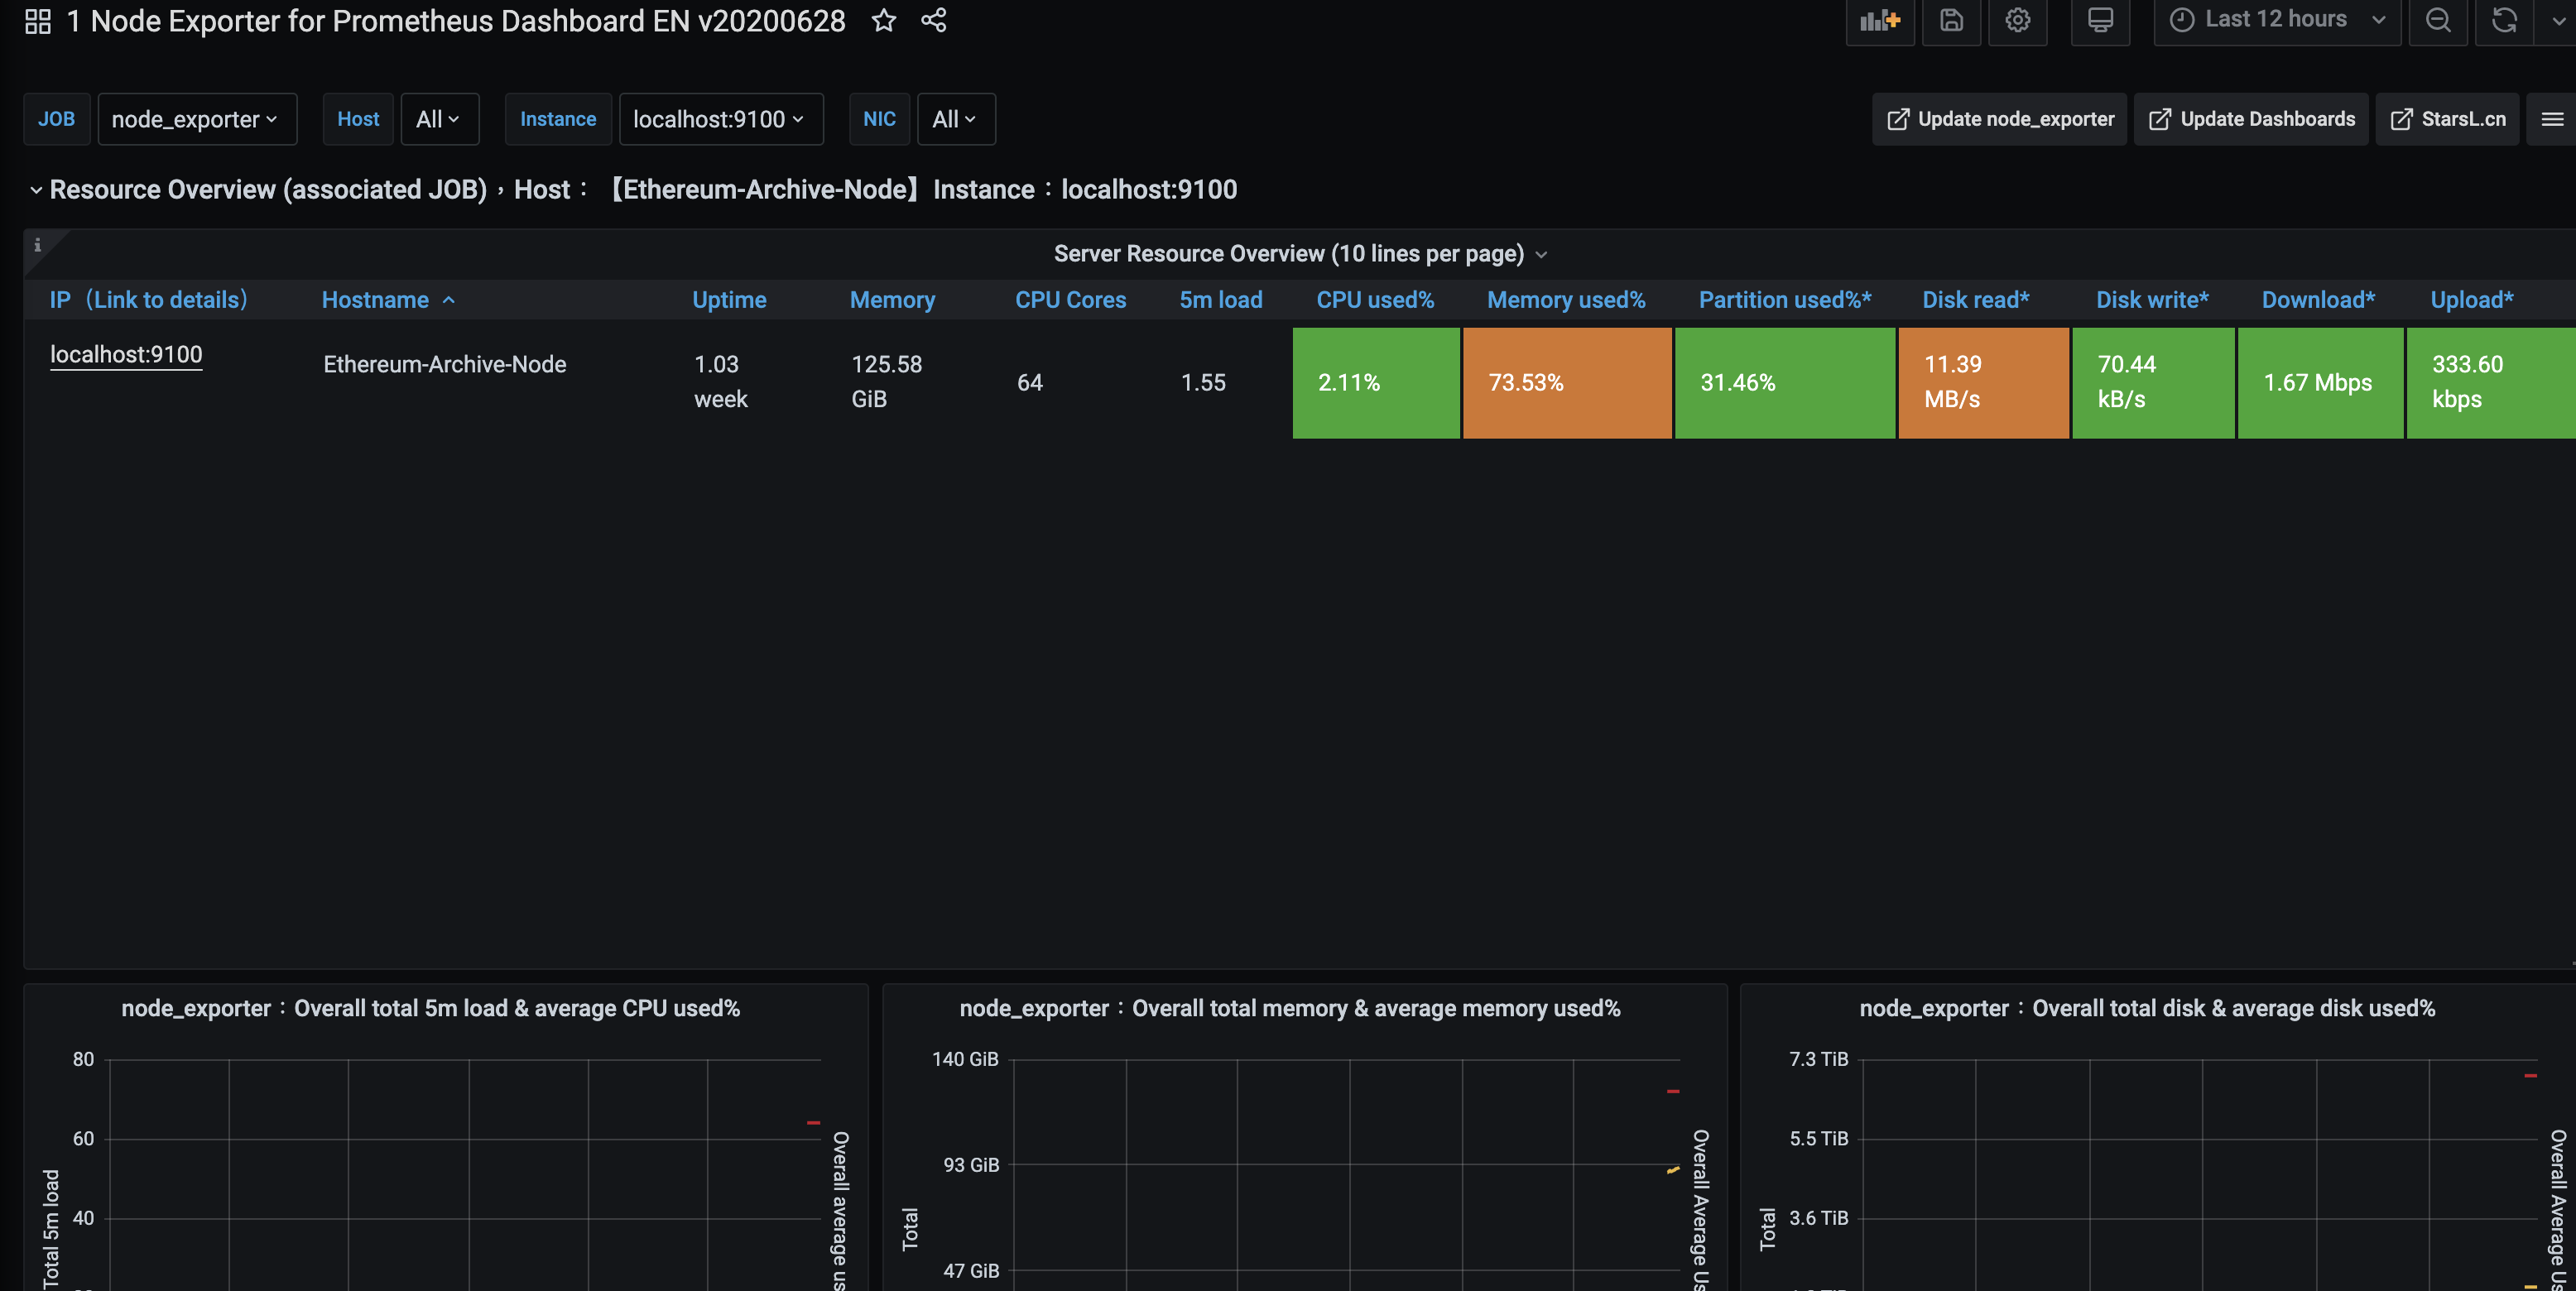 1 Node Exporter for Prometheus Dashboard EN v20200628
Last 12 hours
JOB node_exporter Host All Instance localhost:9100 NIC All Update node_exporter Update Dashboards StarsL.cn
Resource Overview (associated JOB)，Host：【Ethereum-Archive-Node】Instance：localhost:9100
i
Server Resource Overview (10 lines per page)
IP（Link to details） Hostname Uptime Memory CPU Cores 5m load CPU used% Memory used% Partition used%* Disk read* Disk write* Download* Upload*
localhost:9100 Ethereum-Archive-Node 1.03 week 125.58 GiB 64 1.55 2.11% 73.53% 31.46% 11.39 MB/s 70.44 kB/s 1.67 Mbps 333.60 kbps
node_exporter：Overall total 5m load & average CPU used%
80
60
40
Total 5m load
Overall average us
node_exporter：Overall total memory & average memory used%
140 GiB
93 GiB
47 GiB
Total
Overall Average Us
node_exporter：Overall total disk & average disk used%
7.3 TiB
5.5 TiB
3.6 TiB
Total
Overall Average Us